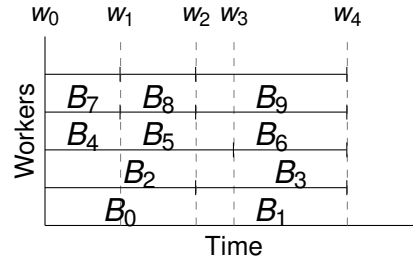 w₀ w₁ w₂ w₃ w₄
B₇ B₈ B₉
B₄ B₅ B₆
B₂ B₃
B₀ B₁
Workers
Time